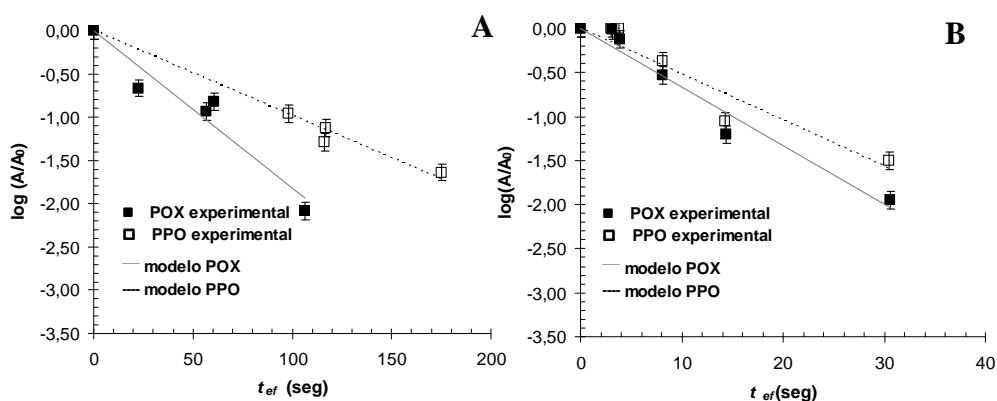 A
log (A/A0)
0,00
-0,50
-1,00
-1,50
-2,00
-2,50
-3,00
-3,50
POX experimental
PPO experimental
modelo POX
modelo PPO
0 50 100 150 200
t ef (seg)
B
log(A/A0)
0,00
-0,50
-1,00
-1,50
-2,00
-2,50
-3,00
-3,50
POX experimental
PPO experimental
modelo POX
modelo PPO
0 10 20 30 40
t ef(seg)